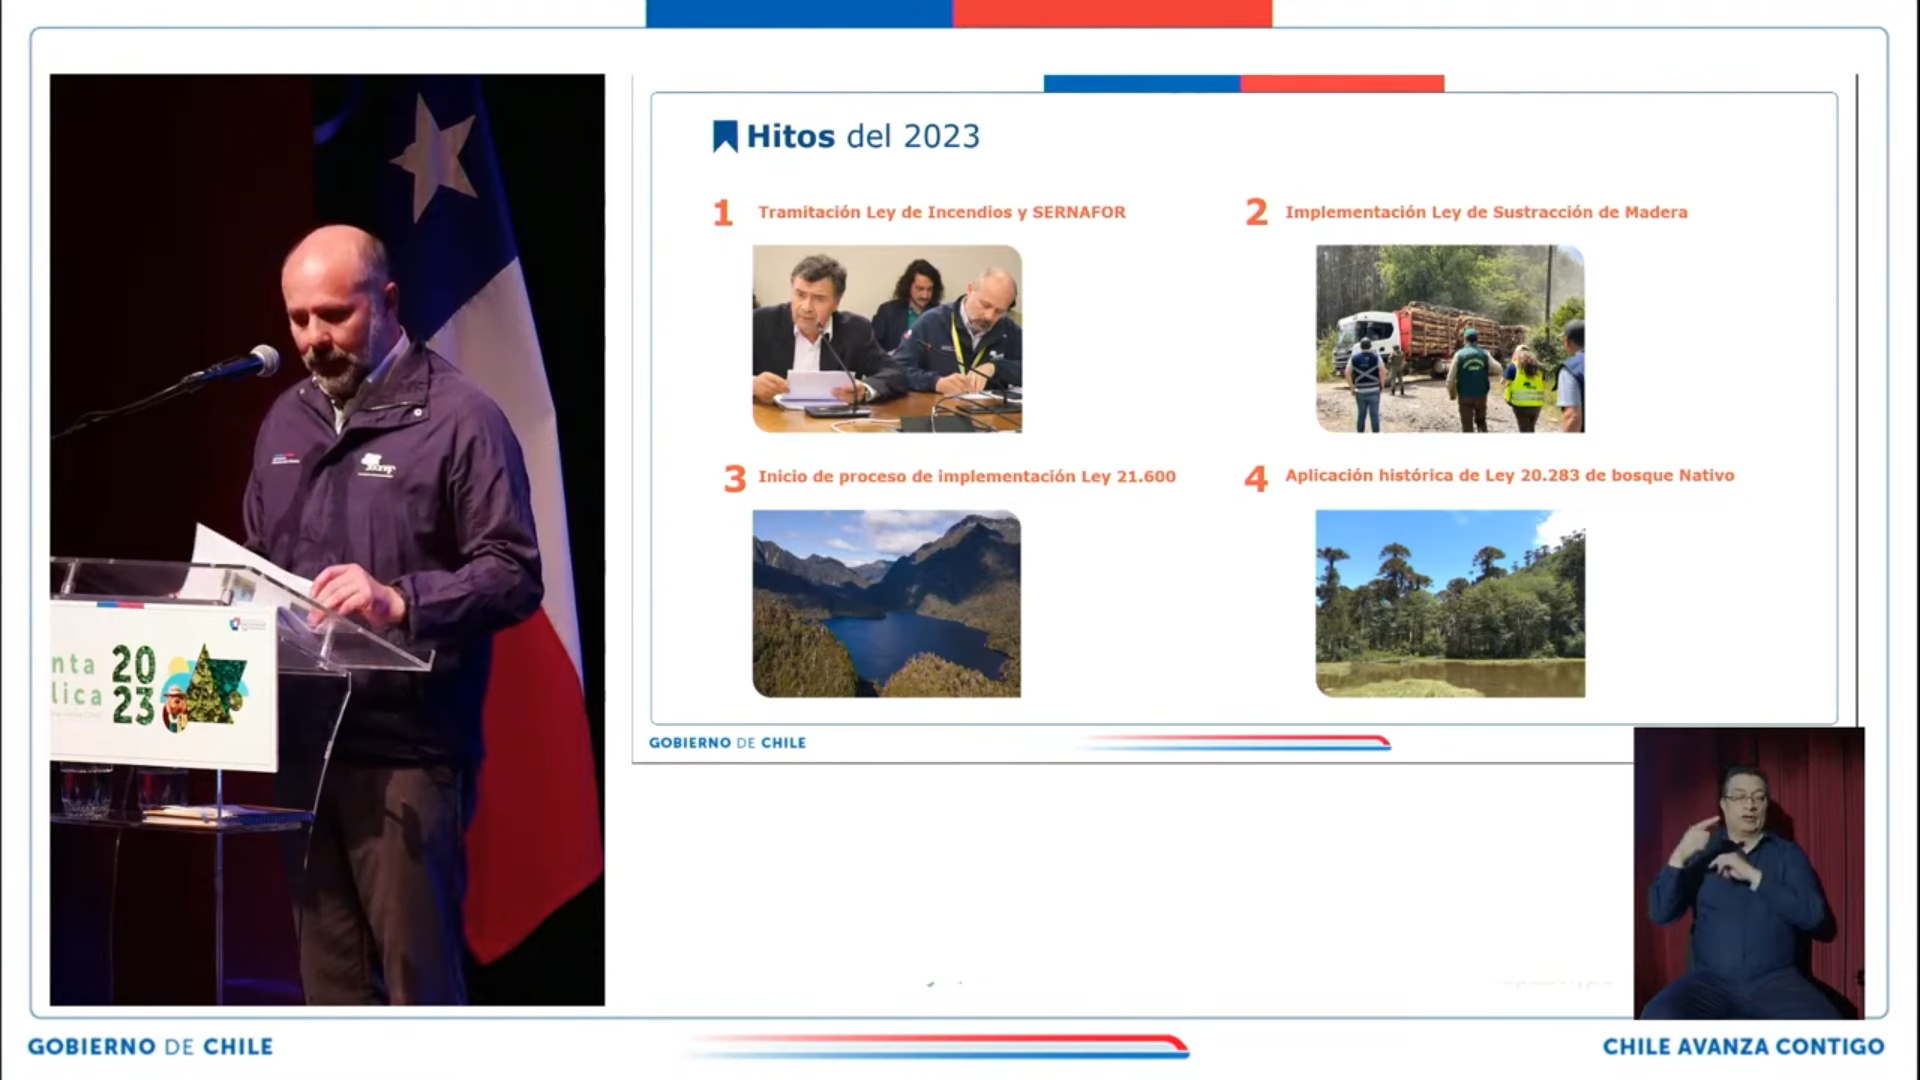 Hitos del 2023
1 Tramitación Ley de Incendios y SERNAFOR
2 Implementación Ley de Sustracción de Madera
3 Inicio de proceso de implementación Ley 21.600
4 Aplicación histórica de Ley 20.283 de bosque Nativo
GOBIERNO DE CHILE
nta
lica
20
23
GOBIERNO DE CHILE
CHILE AVANZA CONTIGO